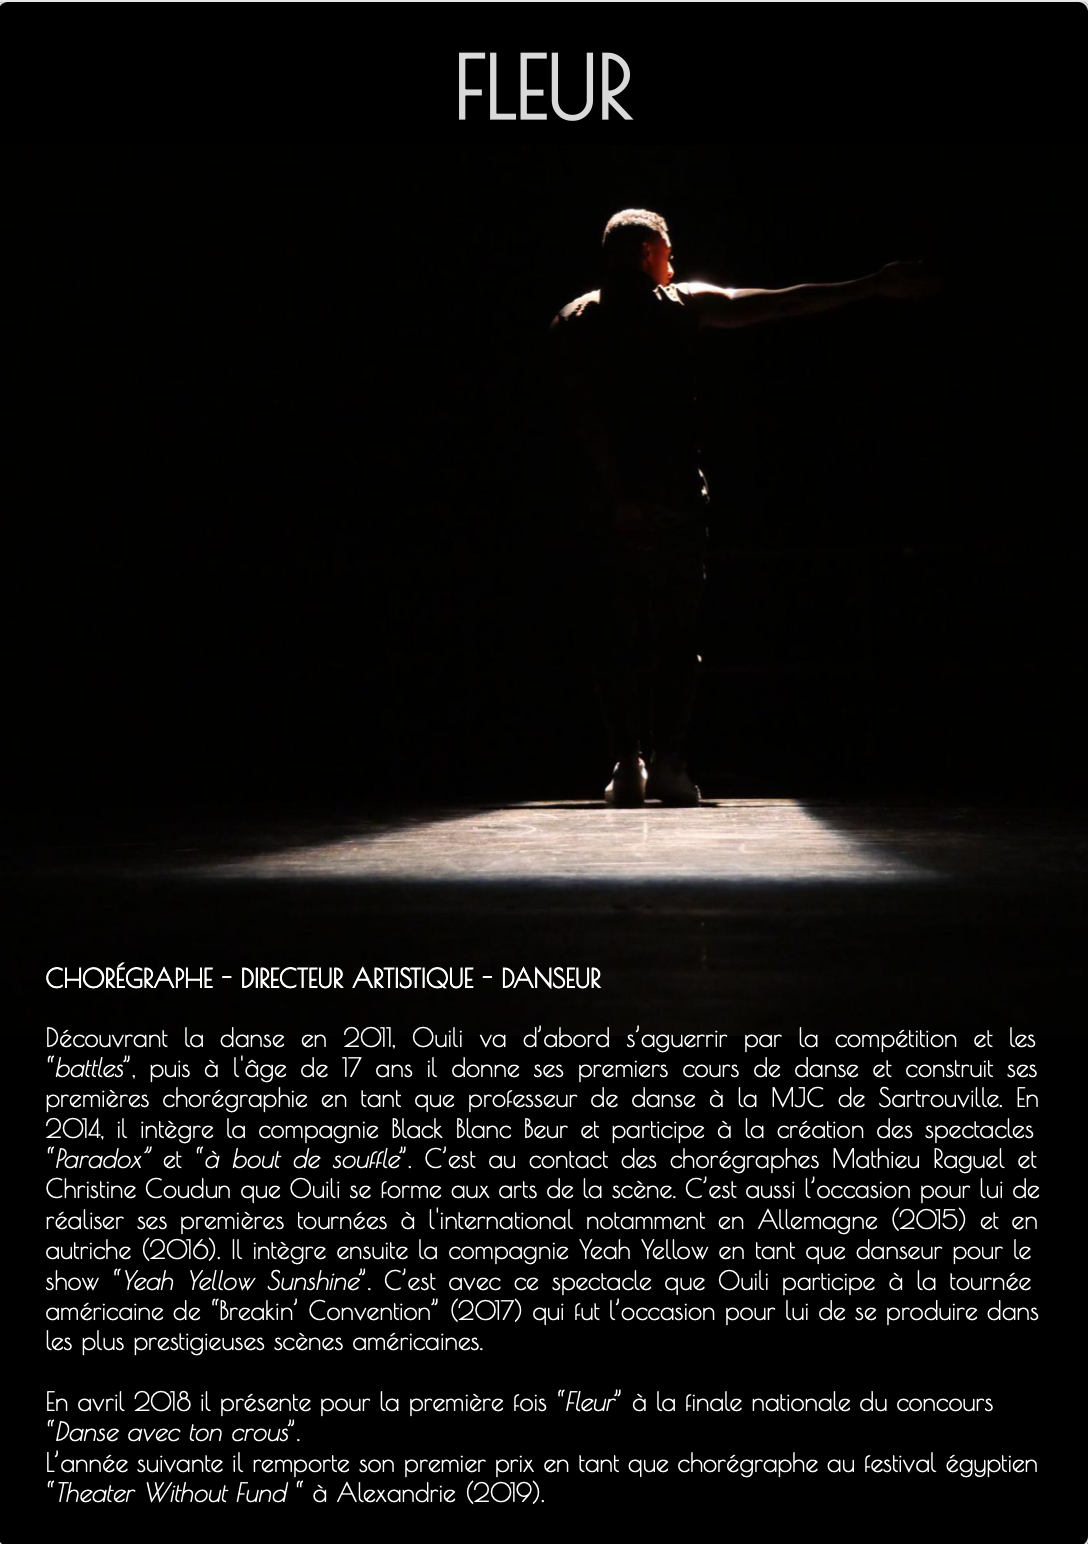 FLEUR
CHORÉGRAPHE - DIRECTEUR ARTISTIQUE - DANSEUR
Découvrant la danse en 2011, Ouili va d’abord s’aguerrir par la compétition et les
“battles”, puis à l'âge de 17 ans il donne ses premiers cours de danse et construit ses
premières chorégraphie en tant que professeur de danse à la MJC de Sartrouville. En
2014, il intègre la compagnie Black Blanc Beur et participe à la création des spectacles
“Paradox” et “à bout de souffle”. C’est au contact des chorégraphes Mathieu Raguel et
Christine Coudun que Ouili se forme aux arts de la scène. C’est aussi l’occasion pour lui de
réaliser ses premières tournées à l'international notamment en Allemagne (2015) et en
autriche (2016). Il intègre ensuite la compagnie Yeah Yellow en tant que danseur pour le
show “Yeah Yellow Sunshine”. C’est avec ce spectacle que Ouili participe à la tournée
américaine de “Breakin’ Convention” (2017) qui fut l’occasion pour lui de se produire dans
les plus prestigieuses scènes américaines.
En avril 2018 il présente pour la première fois “Fleur” à la finale nationale du concours
“Danse avec ton crous”.
L’année suivante il remporte son premier prix en tant que chorégraphe au festival égyptien
“Theater Without Fund “ à Alexandrie (2019).